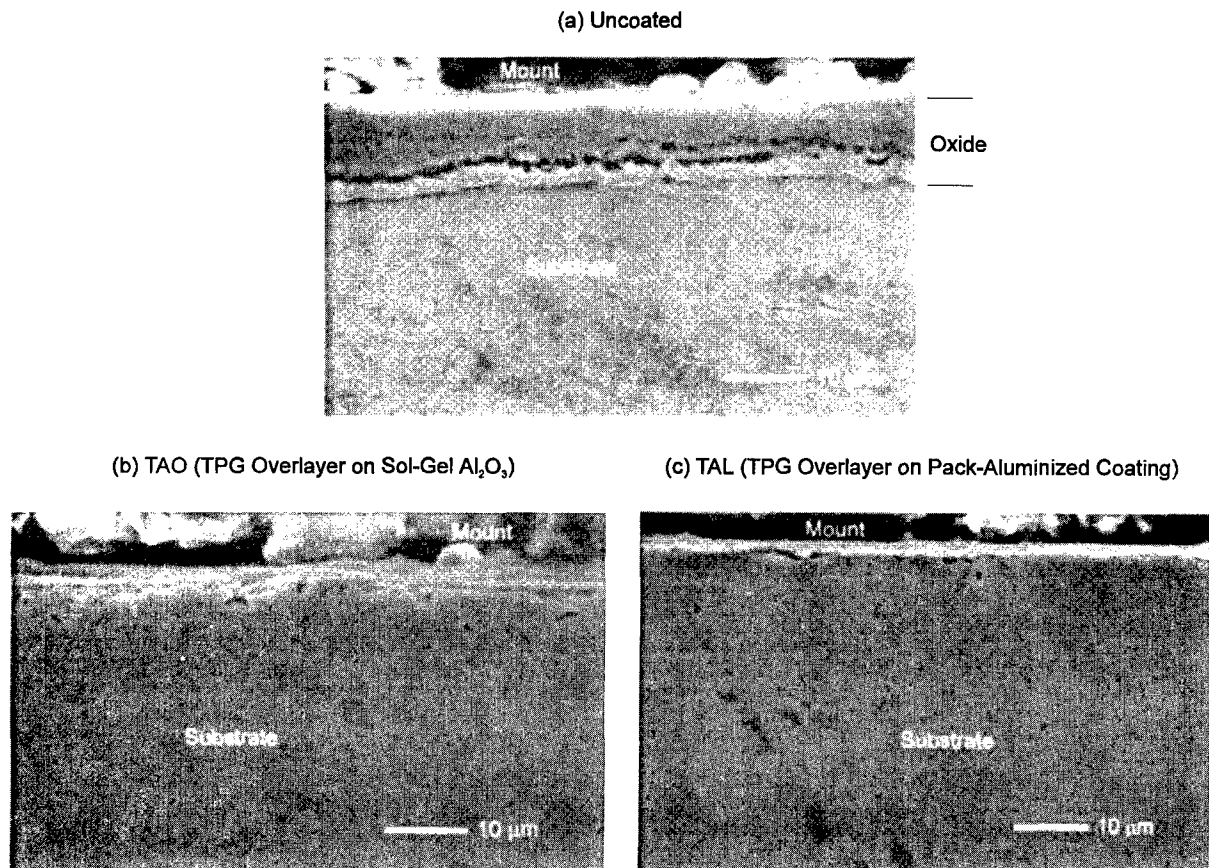 (a) Uncoated
Mount
Oxide
(b) TAO (TPG Overlayer on Sol-Gel Al₂O₃)
(c) TAL (TPG Overlayer on Pack-Aluminized Coating)
Mount
Mount
Substrate
Substrate
10 µm
10 µm